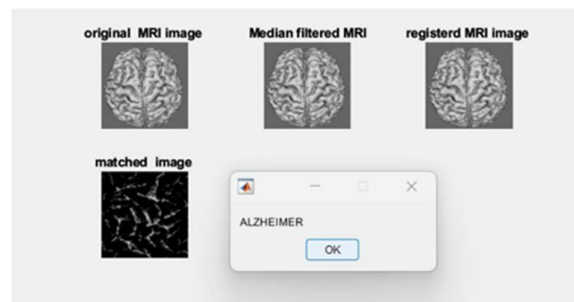 original MRI image
Median filtered MRI
registerd MRI image
matched image
ALZHEIMER
OK